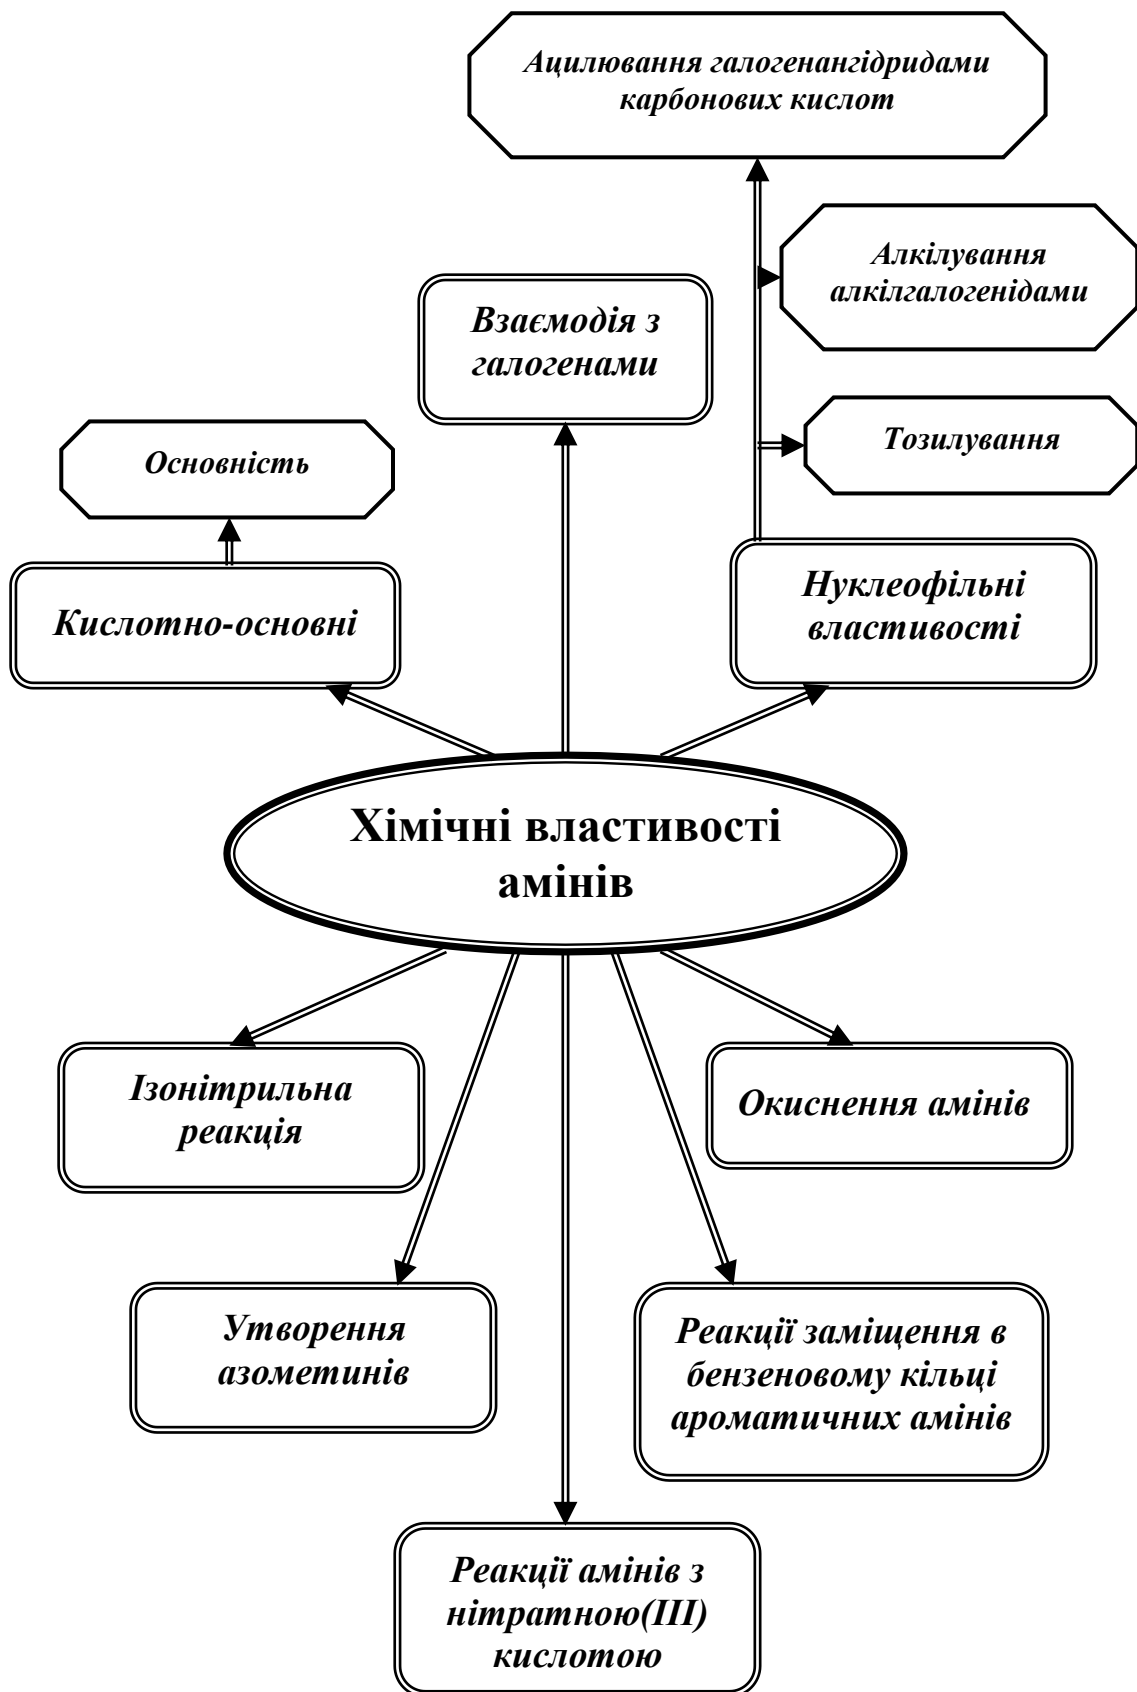 Ацилювання галогенангідридами
карбонових кислот
Алкілування
алкілгалогенідами
Взаємодія з
галогенами
Тозилування
Основність
Нуклеофільні
властивості
Кислотно-основні
Хімічні властивості
амінів
Ізонітрильна
реакція
Окиснення амінів
Утворення
азометинів
Реакції заміщення в
бензеновому кільці
ароматичних амінів
Реакції амінів з
нітратною(III)
кислотою